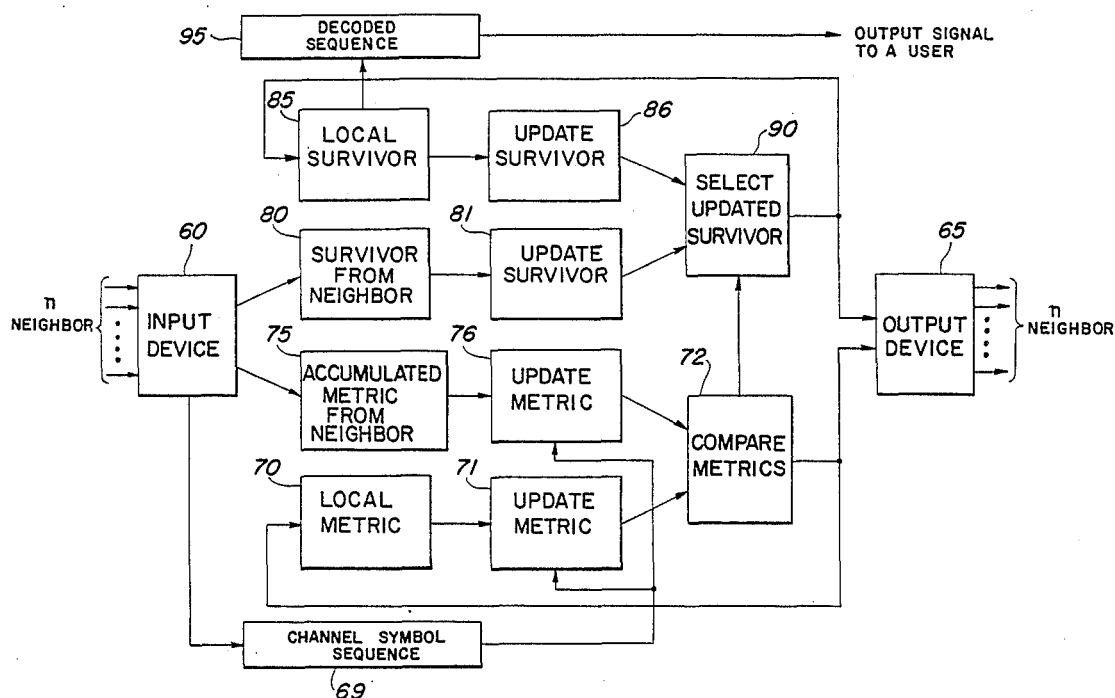 95
DECODED
SEQUENCE
OUTPUT SIGNAL
TO A USER
85
LOCAL
SURVIVOR
UPDATE
SURVIVOR
86
90
SELECT
UPDATED
SURVIVOR
80
SURVIVOR
FROM
NEIGHBOR
81
UPDATE
SURVIVOR
60
n
NEIGHBOR
INPUT
DEVICE
65
OUTPUT
DEVICE
n
NEIGHBOR
75
ACCUMULATED
METRIC
FROM
NEIGHBOR
76
UPDATE
METRIC
72
COMPARE
METRICS
70
LOCAL
METRIC
71
UPDATE
METRIC
CHANNEL SYMBOL
SEQUENCE
69